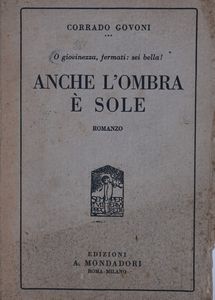 CORRADO GOVONI
O giovinezza, fermati: sei bella!
ANCHE L'OMBRA
È SOLE
ROMANZO
EDIZIONI
A. MONDADORI
ROMA-MILANO